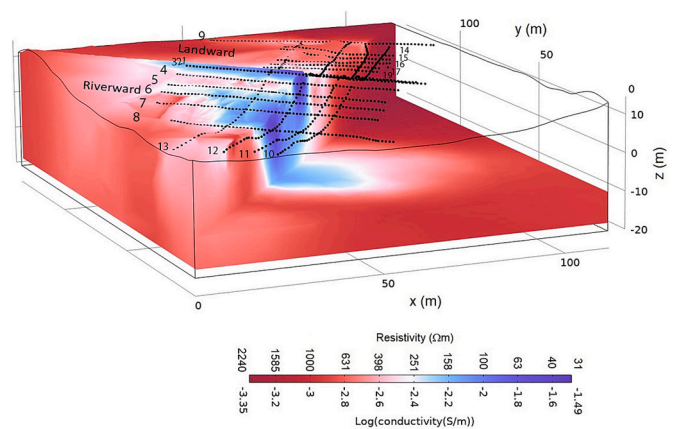 y (m)
100
50
0
10
0
-10
-20
z (m)
9
Landward
321
4
5
Riverward 6
7
8
13
12
11
10
14
15
16
17
19
0
50
100
x (m)
Resistivity (Ωm)
2240 1585 1000 631 398 251 158 100 63 40 31
-3.35 -3.2 -3 -2.8 -2.6 -2.4 -2.2 -2 -1.8 -1.6 -1.49
Log(conductivity(S/m))